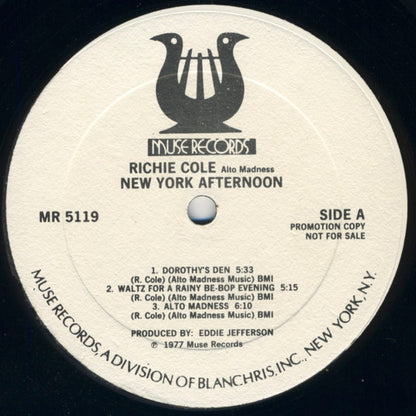 MUSE RECORDS
RICHIE COLE Alto Madness
NEW YORK AFTERNOON
MR 5119
SIDE A
PROMOTION COPY
NOT FOR SALE
1. DOROTHY'S DEN 5:33
(R. Cole) (Alto Madness Music) BMI
2. WALTZ FOR A RAINY BE-BOP EVENING 5:15
(R. Cole) (Alto Madness Music) BMI
3. ALTO MADNESS 6:10
(R. Cole) (Alto Madness Music) BMI
PRODUCED BY: EDDIE JEFFERSON
℗ 1977 Muse Records
MUSE RECORDS, A DIVISION OF BLANCHRIS, INC., NEW YORK, N.Y.